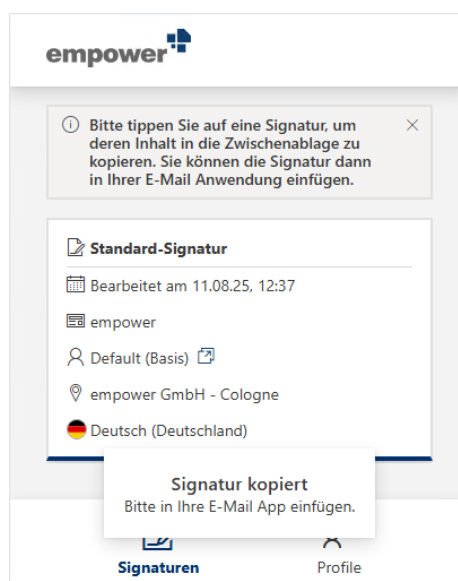 empower
Bitte tippen Sie auf eine Signatur, um
deren Inhalt in die Zwischenablage zu
kopieren. Sie können die Signatur dann
in Ihrer E-Mail Anwendung einfügen.
Standard-Signatur
Bearbeitet am 11.08.25, 12:37
empower
Default (Basis)
empower GmbH - Cologne
Deutsch (Deutschland)
Signatur kopiert
Bitte in Ihre E-Mail App einfügen.
Signaturen
Profile